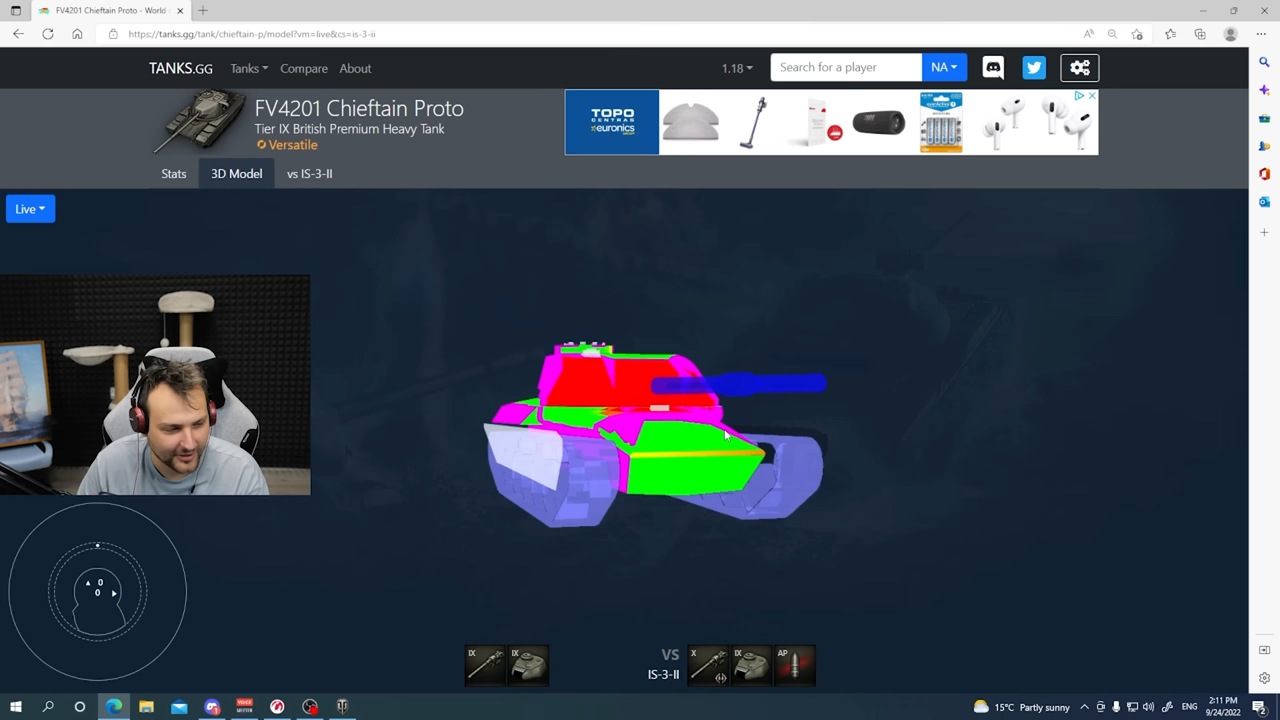 FV4201 Chieftain Proto - World o
https://tanks.gg/tank/chieftain-p/model?vm=live&cs=is-3-ii
TANKS.GG Tanks Compare About 1.18 Search for a player NA
FV4201 Chieftain Proto
Tier IX British Premium Heavy Tank
Versatile
TOPO
CENTRAS
euronics
Stats 3D Model vs IS-3-II
Live
0
0
IX IX VS X IX AP
IS-3-II
15°C Partly sunny ENG 2:11 PM
9/24/2022
2